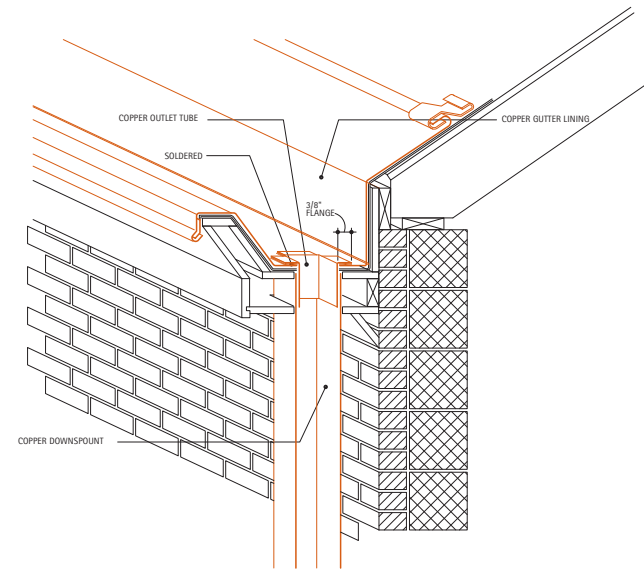 COPPER OUTLET TUBE
COPPER GUTTER LINING
SOLDERED
3/8"
FLANGE
COPPER DOWNSPOUNT